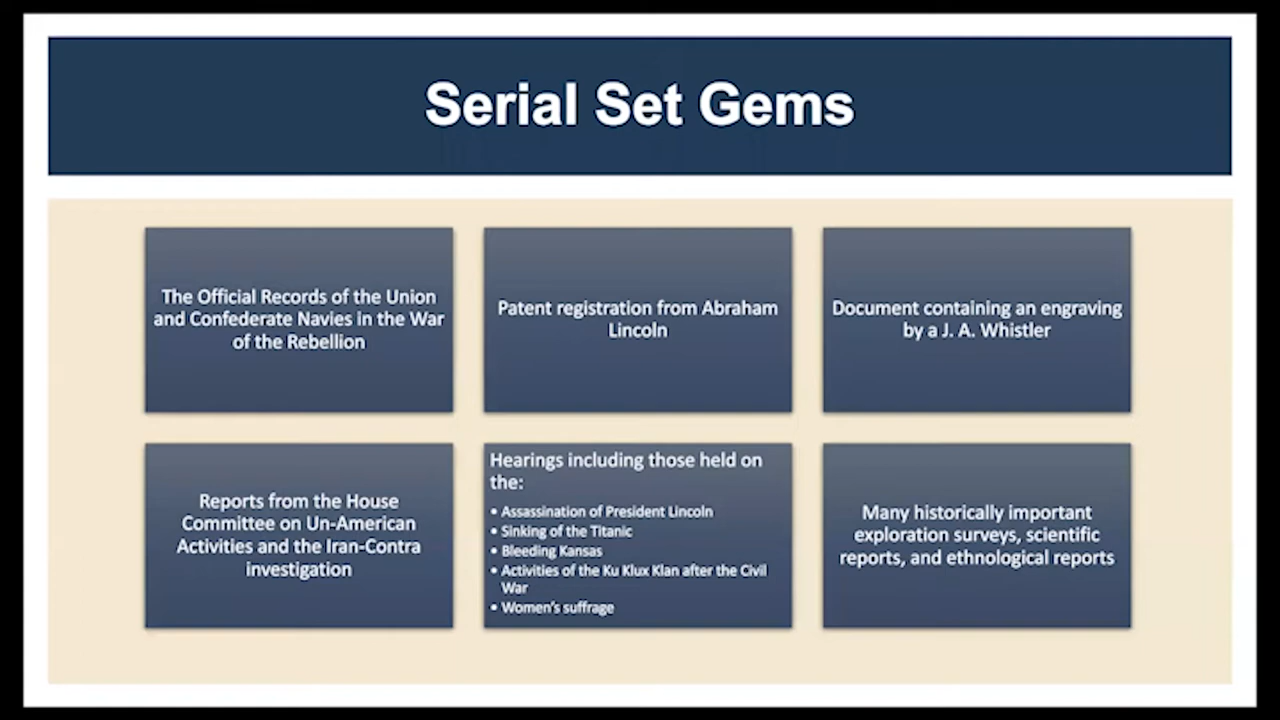 Serial Set Gems
The Official Records of the Union
and Confederate Navies in the War
of the Rebellion
Patent registration from Abraham
Lincoln
Document containing an engraving
by a J. A. Whistler
Reports from the House
Committee on Un-American
Activities and the Iran-Contra
investigation
Hearings including those held on
the:
• Assassination of President Lincoln
• Sinking of the Titanic
• Bleeding Kansas
• Activities of the Ku Klux Klan after the Civil
War
• Women's suffrage
Many historically important
exploration surveys, scientific
reports, and ethnological reports